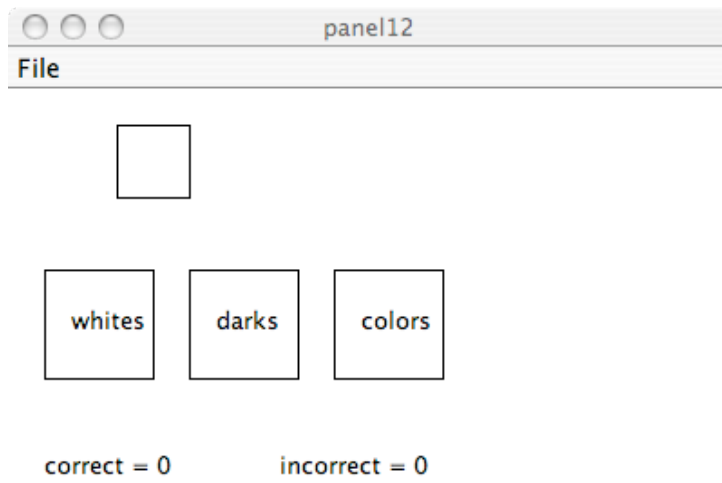 panel12
File
whites darks colors
correct = 0 incorrect = 0